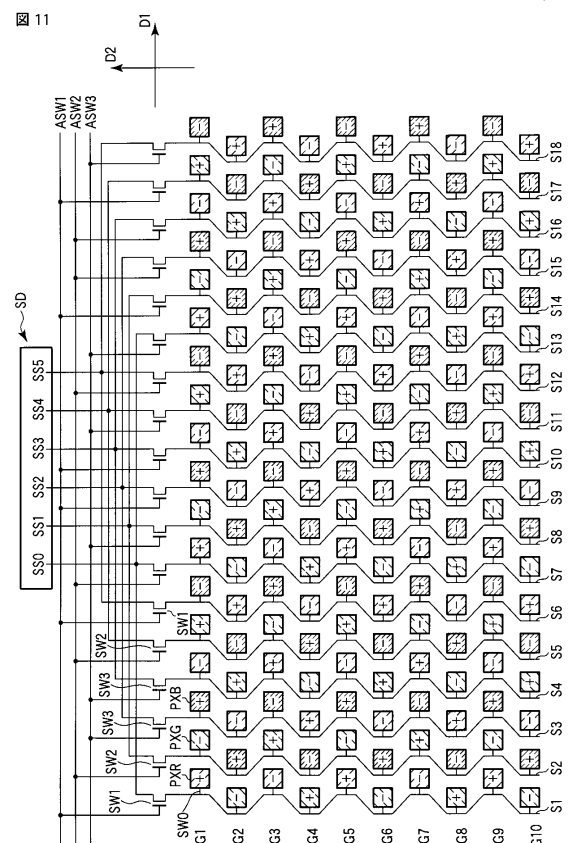 図 11
D1
D2
ASW1
ASW2
ASW3
SD
SS0
SS1
SS2
SS3
SS4
SS5
SW1
SW2
SW3
SW3
SW2
SW1
PXR
PXG
PXB
SW0
G1
G2
G3
G4
G5
G6
G7
G8
G9
G10
S1
S2
S3
S4
S5
S6
S7
S8
S9
S10
S11
S12
S13
S14
S15
S16
S17
S18